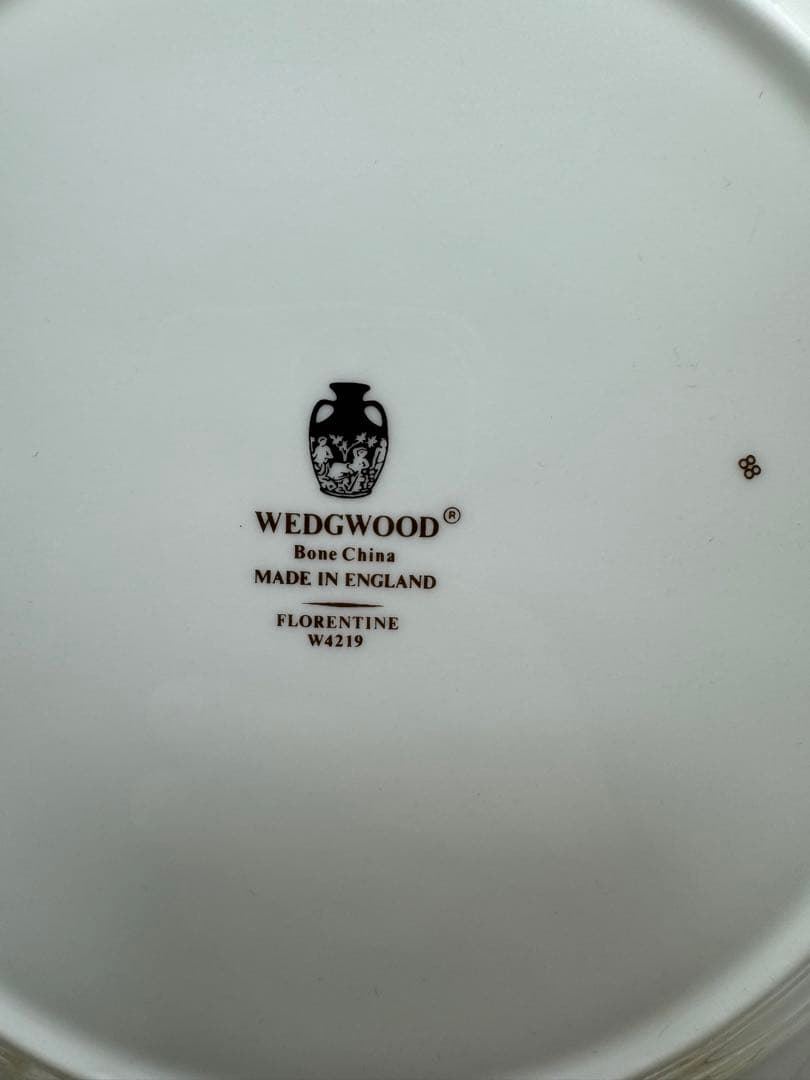 WEDGWOOD®
Bone China
MADE IN ENGLAND
FLORENTINE
W4219